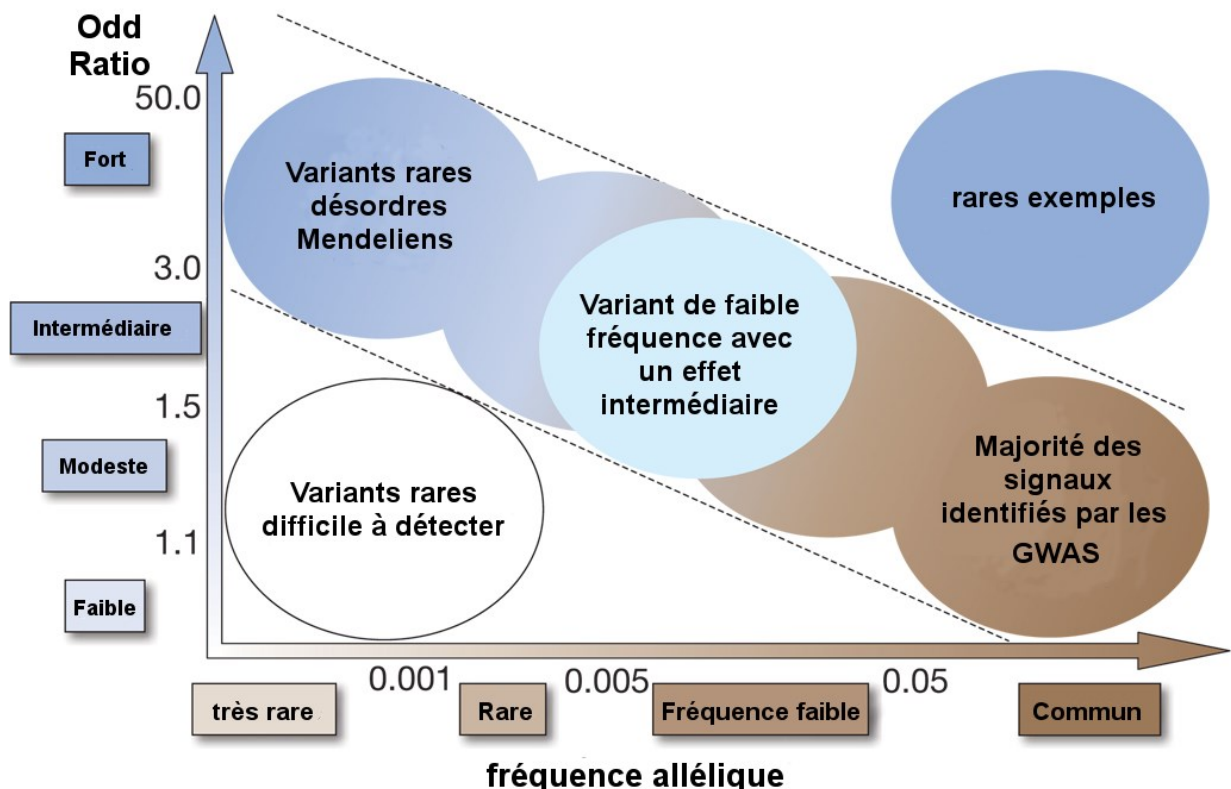 Odd
Ratio
50.0
Fort
3.0
Intermédiaire
1.5
Modeste
1.1
Faible
Variants rares
désordres
Mendeliens
rares exemples
Variant de faible
fréquence avec
un effet
intermédiaire
Variants rares
difficile à détecter
Majorité des
signaux
identifiés par les
GWAS
0.001
0.005
0.05
très rare
Rare
Fréquence faible
Commun
fréquence allélique